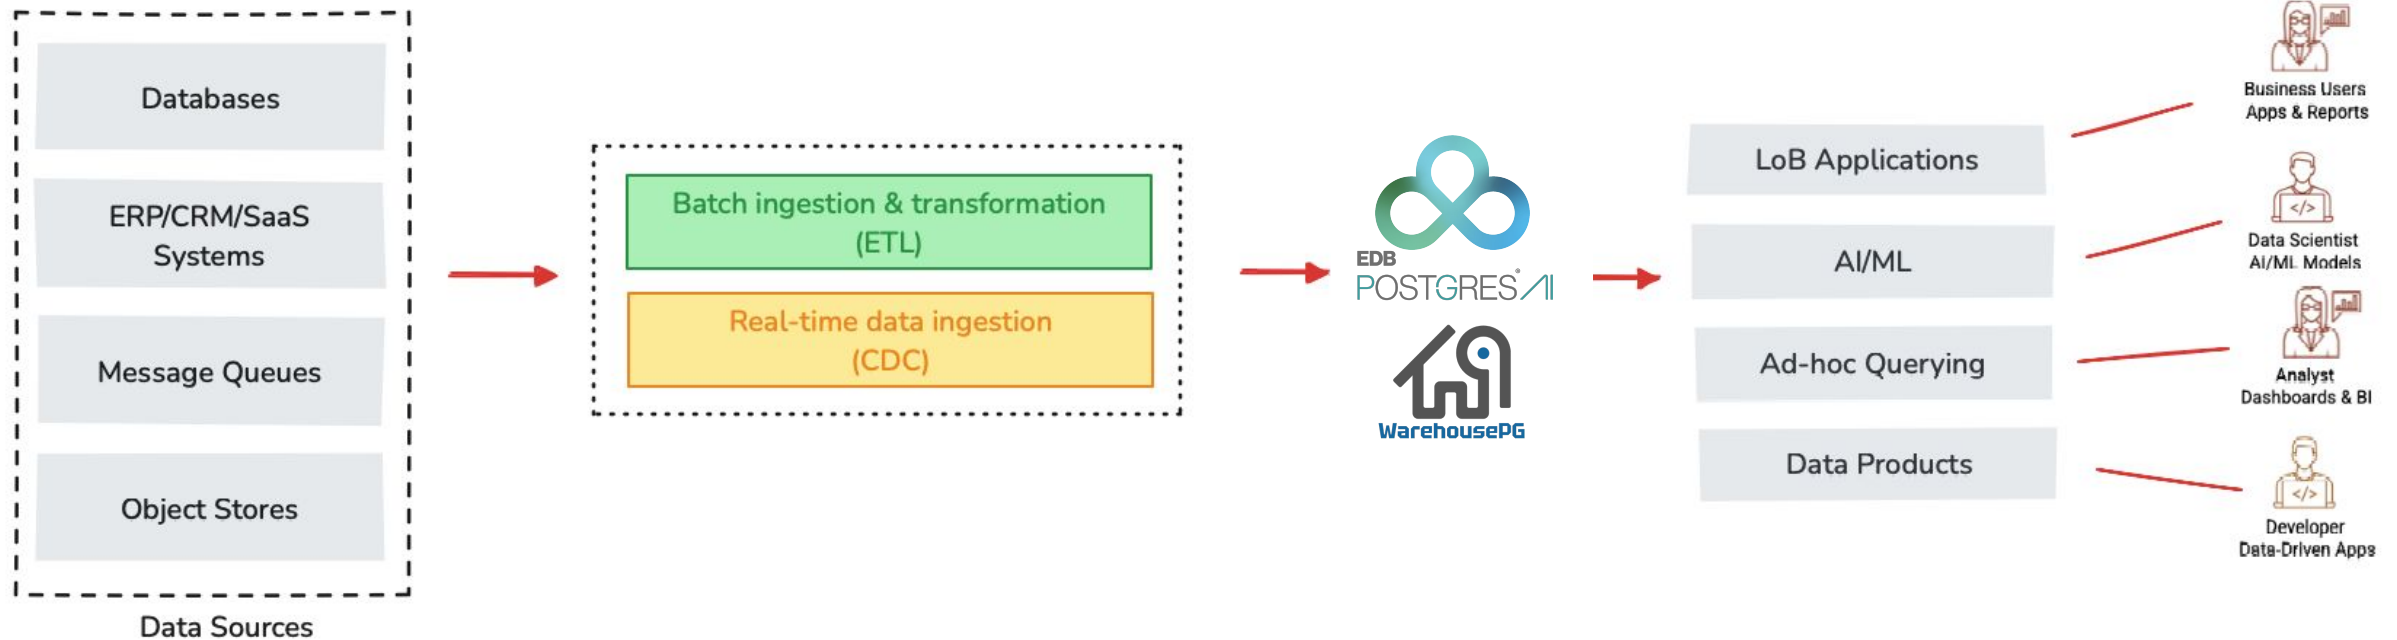 Databases
ERP/CRM/SaaS
Systems
Message Queues
Object Stores
Data Sources
Batch ingestion & transformation
(ETL)
Real-time data ingestion
(CDC)
EDB
POSTGRES® AI
WarehousePG
LoB Applications
AI/ML
Ad-hoc Querying
Data Products
Business Users
Apps & Reports
</>
Data Scientist
AI/ML Models
Analyst
Dashboards & BI
</>
Developer
Data-Driven Apps